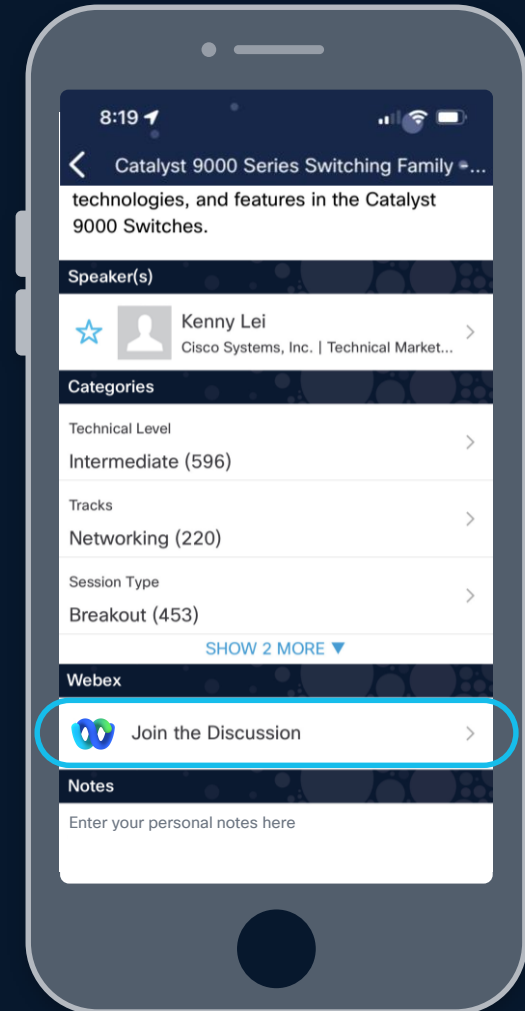 8:19
Catalyst 9000 Series Switching Family -...
technologies, and features in the Catalyst
9000 Switches.
Speaker(s)
Kenny Lei
Cisco Systems, Inc. | Technical Market...
Categories
Technical Level
Intermediate (596)
Tracks
Networking (220)
Session Type
Breakout (453)
SHOW 2 MORE ▼
Webex
Join the Discussion
Notes
Enter your personal notes here